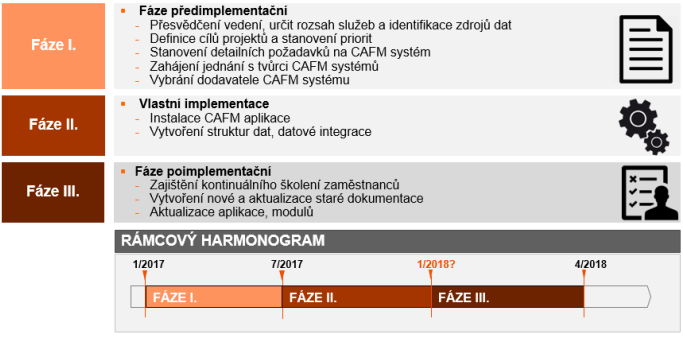 Fáze I.
Fáze předimplementační
Přesvědčení vedení, určit rozsah služeb a identifikace zdrojů dat
Definice cílů projektů a stanovení priorit
Stanovení detailních požadavků na CAFM systém
Zahájení jednání s tvůrci CAFM systémů
Vybrání dodavatele CAFM systému
Fáze II.
Vlastní implementace
Instalace CAFM aplikace
Vytvoření struktur dat, datové integrace
Fáze III.
Fáze poimplementační
Zajištění kontinuálního školení zaměstnanců
Vytvoření nové a aktualizace staré dokumentace
Aktualizace aplikace, modulů
RÁMCOVÝ HARMONOGRAM
1/2017 7/2017 1/2018? 4/2018
FÁZE I. FÁZE II. FÁZE III.